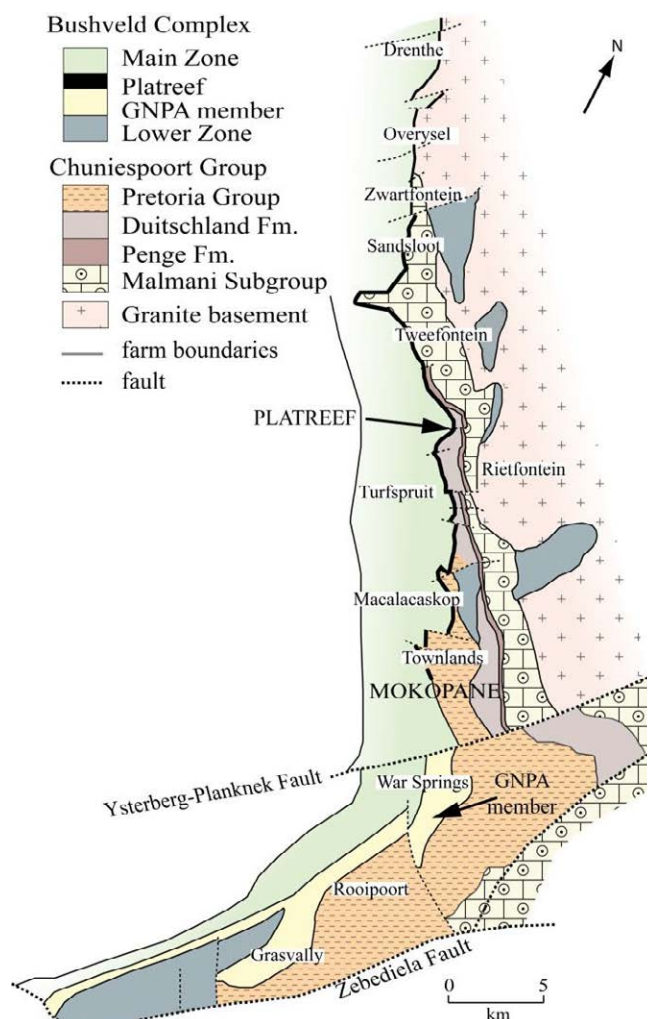 Bushveld Complex
Main Zone
Platreef
GNPA member
Lower Zone
Chuniespoort Group
Pretoria Group
Duitschland Fm.
Penge Fm.
Malmani Subgroup
Granite basement
farm boundaries
fault
N
Drenthe
Overysel
Zwartfontein
Sandsloot
Tweefontein
PLATREEF
Rietfontein
Turfspruit
Macalacaskop
Townlands
MOKOPANE
Ysterberg-Planknek Fault
War Springs
GNPA
member
Rooipoort
Grasvally
Zebediela Fault
0 5
km